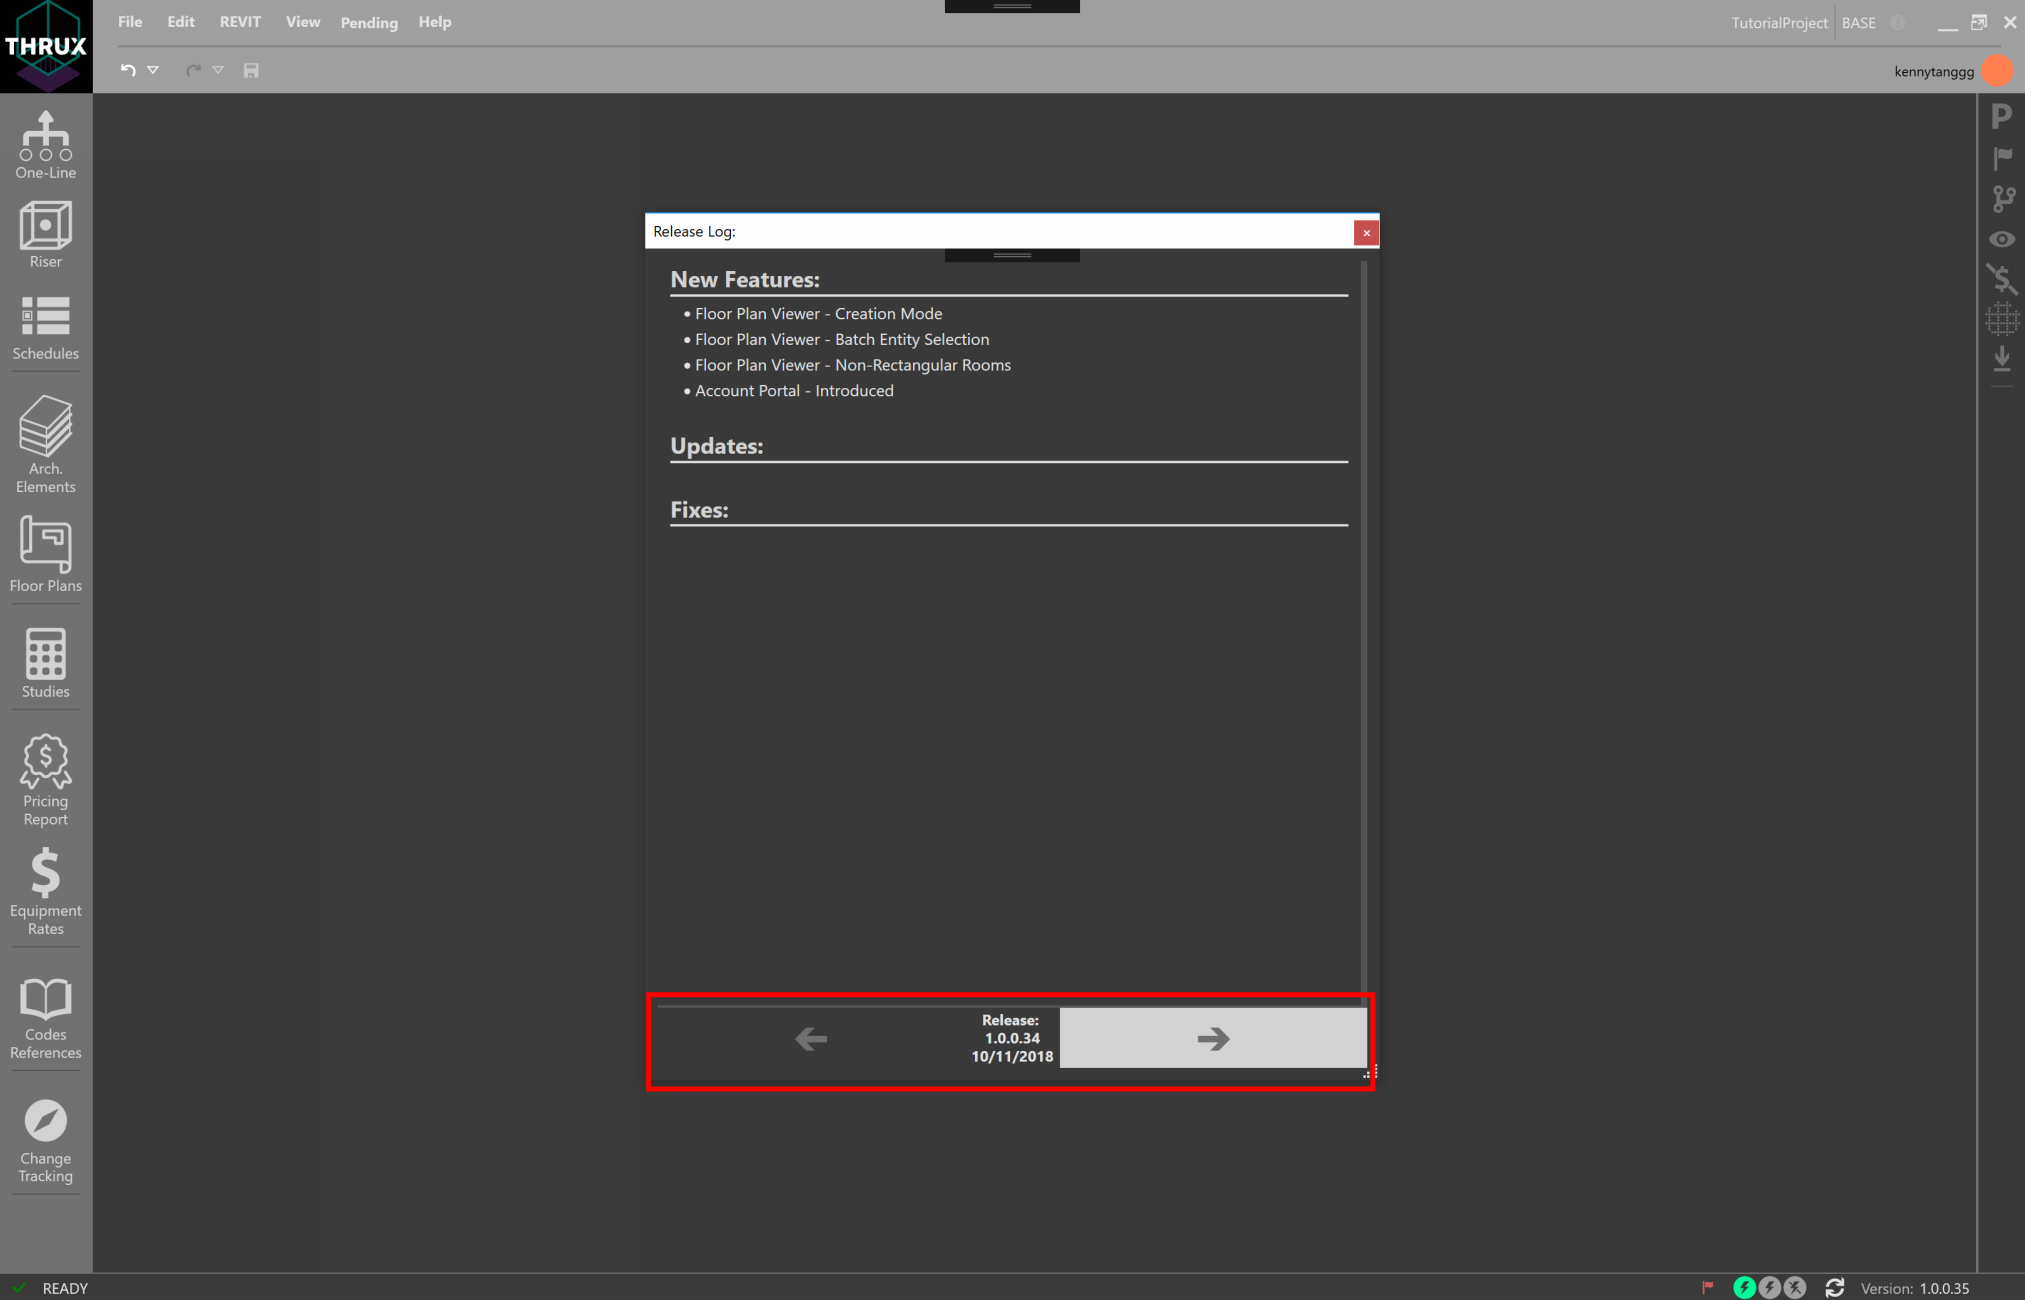 THRUX
File Edit REVIT View Pending Help
TutorialProject BASE
kennytanggg
One-Line
Riser
Schedules
Arch.
Elements
Floor Plans
Studies
Pricing
Report
Equipment
Rates
Codes
References
Change
Tracking
Release Log:
New Features:
• Floor Plan Viewer - Creation Mode
• Floor Plan Viewer - Batch Entity Selection
• Floor Plan Viewer - Non-Rectangular Rooms
• Account Portal - Introduced
Updates:
Fixes:
Release:
1.0.0.34
10/11/2018
P
READY
Version: 1.0.0.35